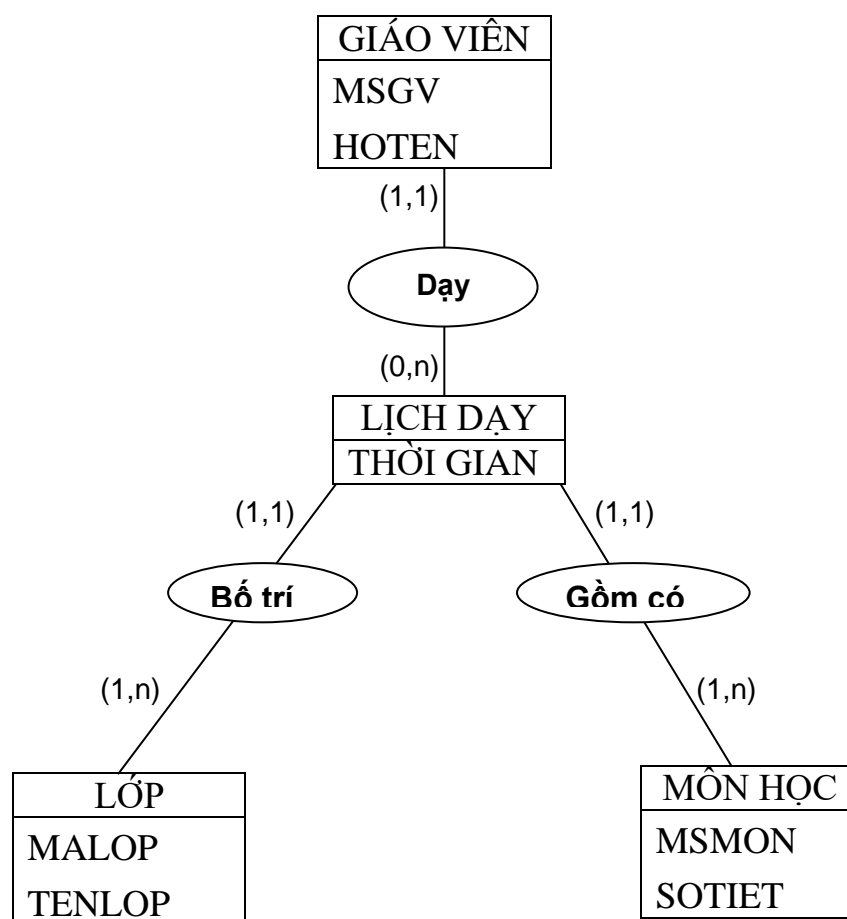 GIÁO VIÊN
MSGV
HOTEN
(1,1)
Dạy
(0,n)
LỊCH DẠY
THỜI GIAN
(1,1)
(1,1)
Bố trí
Gồm có
(1,n)
(1,n)
LỚP
MALOP
TENLOP
MÔN HỌC
MSMON
SOTIET